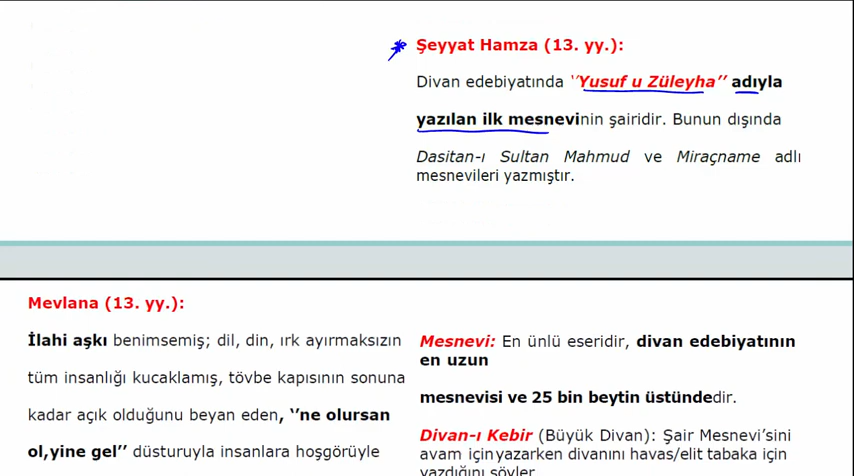 Şeyyat Hamza (13. yy.):
Divan edebiyatında ‘‘Yusuf u Züleyha’’ adıyla
yazılan ilk mesnevinin şairidir. Bunun dışında
Dasitan-ı Sultan Mahmud ve Miraçname adlı
mesnevileri yazmıştır.
Mevlana (13. yy.):
İlahi aşkı benimsemiş; dil, din, ırk ayırmaksızın
tüm insanlığı kucaklamış, tövbe kapısının sonuna
kadar açık olduğunu beyan eden, ‘‘ne olursan
ol,yine gel’’ düsturuyla insanlara hoşgörüyle
Mesnevi: En ünlü eseridir, divan edebiyatının
en uzun
mesnevisi ve 25 bin beytin üstündedir.
Divan-ı Kebir (Büyük Divan): Şair Mesnevi’sini
avam için yazarken divanını havas/elit tabaka için
yazdığını söyler